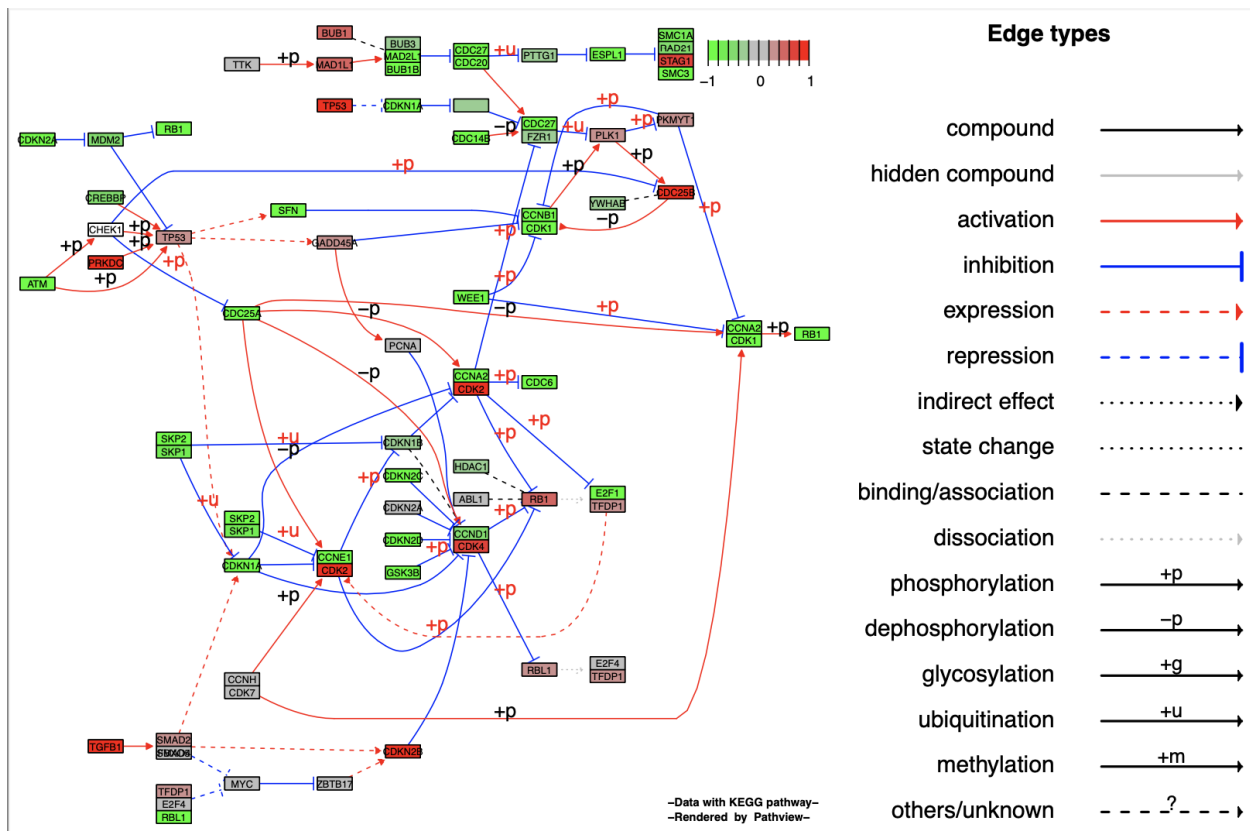 Edge types
compound
hidden compound
activation
inhibition
expression
repression
indirect effect
state change
binding/association
dissociation
phosphorylation +p
dephosphorylation −p
glycosylation +g
ubiquitination +u
methylation +m
others/unknown ?
−1 0 1
BUB1
BUB3
MAD2L1
BUB1B
TTK
+p
MAD1L1
CDC27
CDC20
+u
PTTG1
ESPL1
SMC1A
RAD21
STAG1
SMC3
TP53
CDKN1A
CDC14B
−p
CDC27
FZR1
+u
PLK1
+p
+p
PKMYT1
CDKN2A
MDM2
RB1
+p
+p
+p
CDC25B
YWHAB
−p
+p
CREBBP
CHEK1
+p
+p
+p
TP53
PRKDC
+p
+p
ATM
SFN
GADD45A
CCNB1
CDK1
+p
+p
WEE1
−p
CDC25A
−p
−p
PCNA
CCNA2
CDK1
+p
RB1
CCNA2
CDK2
+p
CDC6
+p
+p
SKP2
SKP1
+u
−p
CDKN1B
+p
CDKN2C
HDAC1
CDKN2A
ABL1
RB1
E2F1
TFDP1
+u
SKP2
SKP1
+u
CDKN2D
+p
CCND1
CDK4
+p
CDKN1A
CCNE1
CDK2
GSK3B
+p
+p
+p
CCNH
CDK7
RBL1
E2F4
TFDP1
+p
TGFB1
SMAD2
CDKN2B
MYC
ZBTB17
TFDP1
E2F4
RBL1
−Data with KEGG pathway−
−Rendered by Pathview−